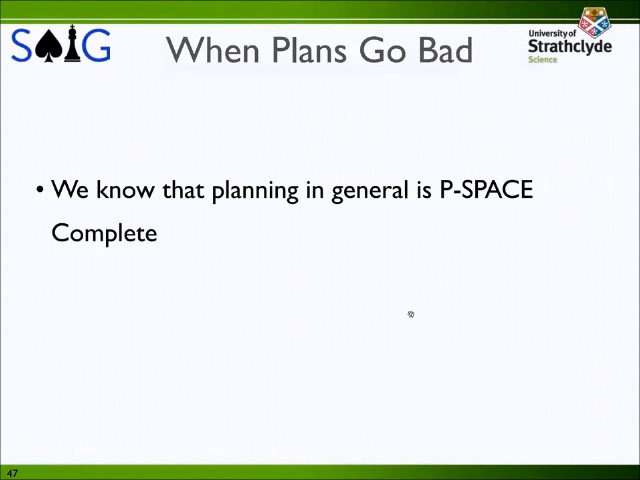 SAIG
When Plans Go Bad
University of
Strathclyde
Science
• We know that planning in general is P-SPACE
Complete
47